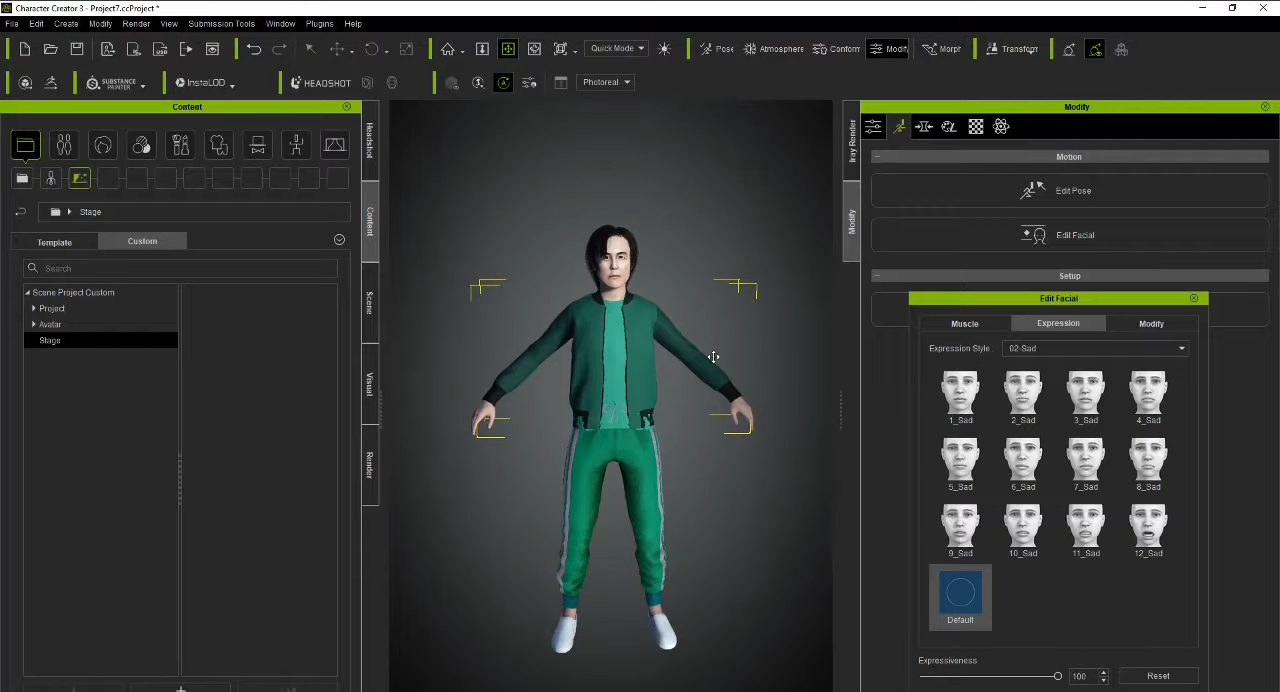 Character Creator 3 - Project7.ccProject *
File Edit Create Modify Render View Submission Tools Window Plugins Help
Quick Mode Pose Atmosphere Conform Modify Morph Transform
SUBSTANCE PAINTER InstaLOD HEADSHOT Photoreal
Content
Stage
Template Custom
Search
Scene Project Custom
Project
Avatar
Stage
Headshot
Content
Scene
Visual
Render
Iray Render
Modify
Modify
Motion
Edit Pose
Edit Facial
Setup
Edit Facial
Muscle Expression Modify
Expression Style 02-Sad
1_Sad 2_Sad 3_Sad 4_Sad
5_Sad 6_Sad 7_Sad 8_Sad
9_Sad 10_Sad 11_Sad 12_Sad
Default
Expressiveness
100 Reset